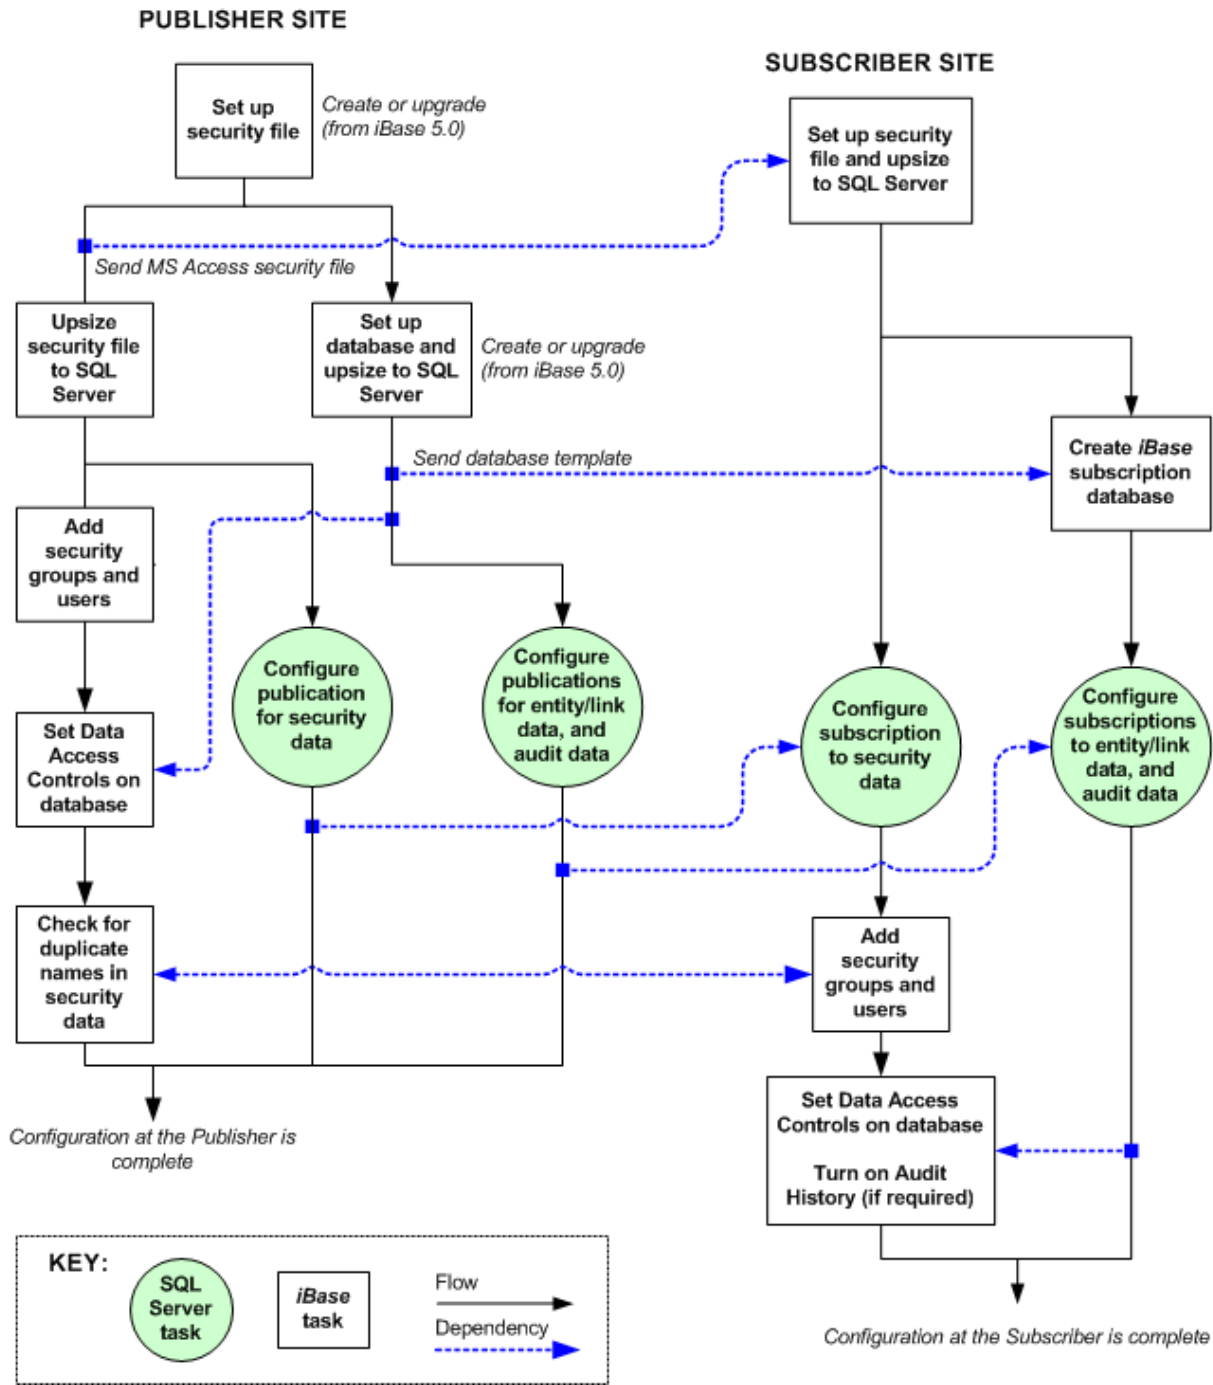 PUBLISHER SITE
SUBSCRIBER SITE
Set up
security file
Create or upgrade
(from iBase 5.0)
Set up security
file and upsize
to SQL Server
Send MS Access security file
Upsize
security file
to SQL
Server
Set up
database and
upsize to SQL
Server
Create or upgrade
(from iBase 5.0)
Send database template
Create iBase
subscription
database
Add
security
groups and
users
Configure
publication
for security
data
Configure
publications
for entity/link
data, and
audit data
Configure
subscription
to security
data
Configure
subscriptions
to entity/link
data, and
audit data
Set Data
Access
Controls on
database
Check for
duplicate
names in
security
data
Add
security
groups and
users
Set Data Access
Controls on database
Turn on Audit
History (if required)
Configuration at the Publisher is
complete
Configuration at the Subscriber is complete
KEY:
SQL
Server
task
iBase
task
Flow
Dependency